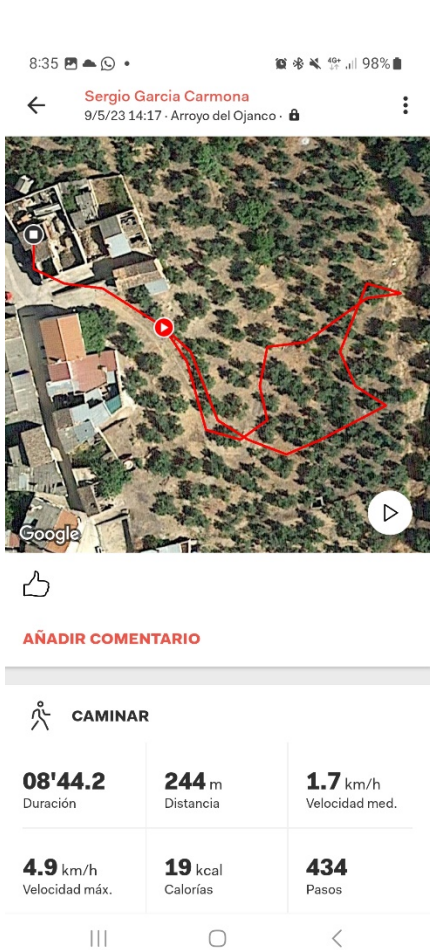 8:35
4G+
98%
Sergio Garcia Carmona
9/5/23 14:17 · Arroyo del Ojanco ·
Google
AÑADIR COMENTARIO
CAMINAR
08'44.2 244 m 1.7 km/h
Duración Distancia Velocidad med.
4.9 km/h 19 kcal 434
Velocidad máx. Calorías Pasos